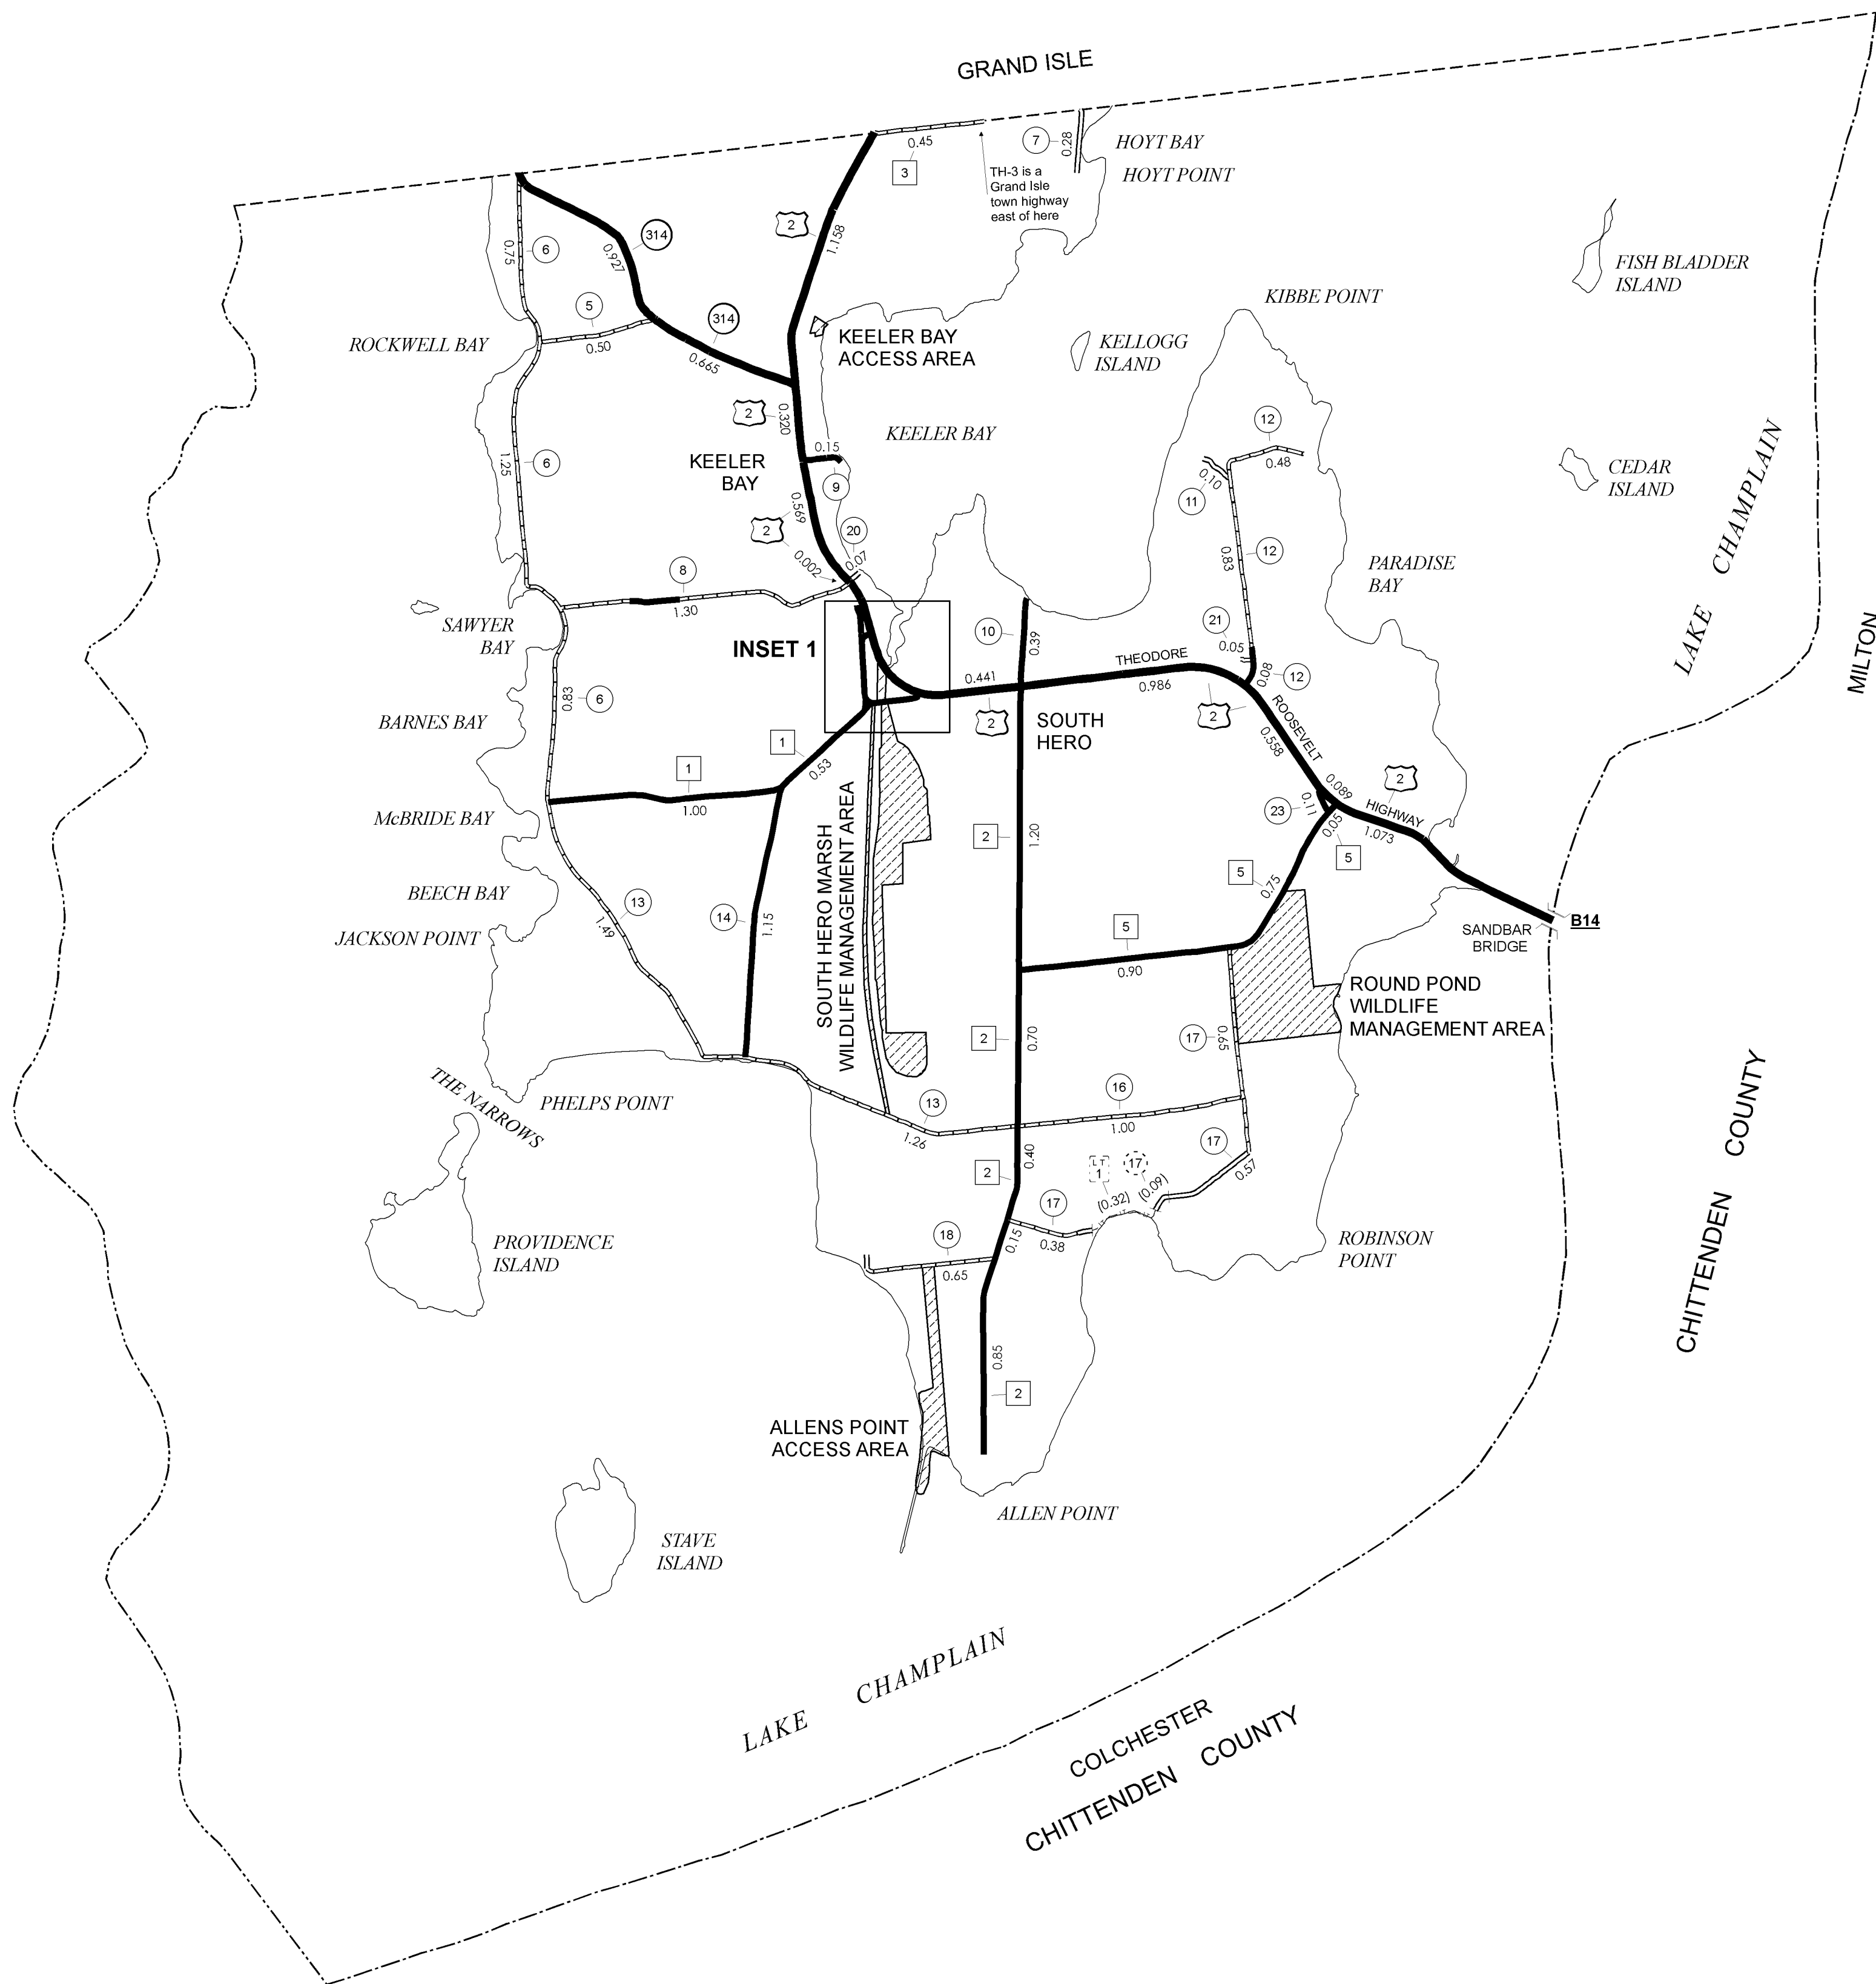 GRAND ISLE
0.45
3
7
0.28
HOYT BAY
HOYT POINT
TH-3 is a
Grand Isle
town highway
east of here
2
1.158
314
0.927
0.75
6
5
0.50
314
0.665
ROCKWELL BAY
KEELER BAY
ACCESS AREA
KELLOGG
ISLAND
KIBBE POINT
FISH BLADDER
ISLAND
2
0.320
KEELER BAY
KEELER
BAY
0.15
9
1.25
6
12
0.48
0.10
11
CEDAR
ISLAND
LAKE CHAMPLAIN
MILTON
0.569
2
0.002
20
0.07
12
0.83
PARADISE
BAY
8
1.30
SAWYER
BAY
INSET 1
10
0.39
21
0.05
0.08
12
THEODORE
0.441
0.986
2
2
ROOSEVELT
0.558
0.83
6
BARNES BAY
SOUTH
HERO
1
0.53
1
1.00
0.089
2
HIGHWAY
1.073
23
0.11
0.05
5
McBRIDE BAY
SOUTH HERO MARSH
WILDLIFE MANAGEMENT AREA
2
1.20
5
0.75
BEECH BAY
13
1.49
14
1.15
JACKSON POINT
5
0.90
SANDBAR
BRIDGE
B14
ROUND POND
WILDLIFE
MANAGEMENT AREA
2
0.70
17
0.65
THE NARROWS
PHELPS POINT
13
1.26
16
1.00
CHITTENDEN COUNTY
2
0.40
LT
1
(0.32)
17
(0.09)
17
0.57
17
0.38
0.15
18
0.65
PROVIDENCE
ISLAND
ROBINSON
POINT
0.85
2
ALLENS POINT
ACCESS AREA
ALLEN POINT
STAVE
ISLAND
LAKE CHAMPLAIN
COLCHESTER
CHITTENDEN COUNTY